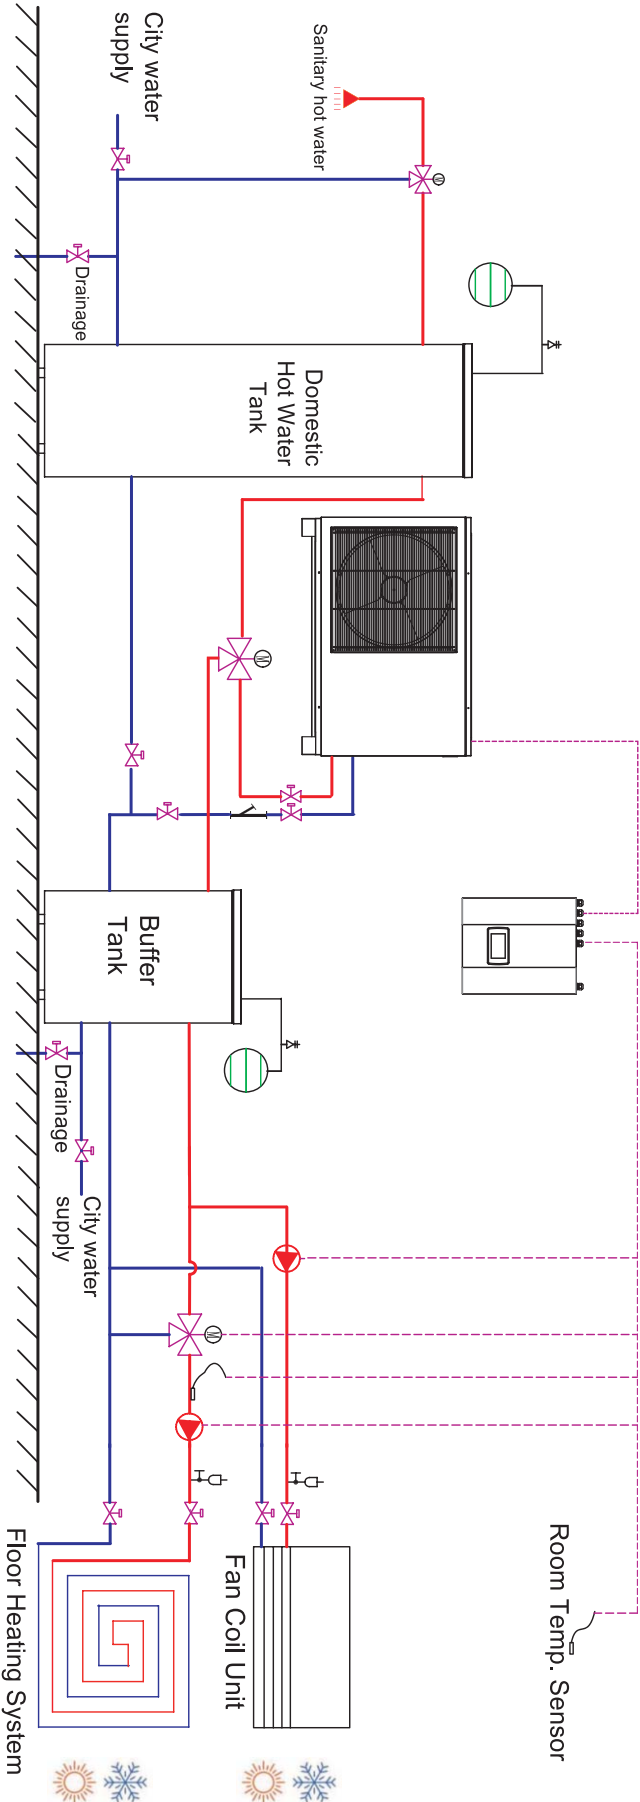 City water
supply
Sanitary hot water
M
Drainage
Domestic
Hot Water
Tank
M
Buffer
Tank
Drainage
City water
supply
M
Room Temp. Sensor
Fan Coil Unit
Floor Heating System